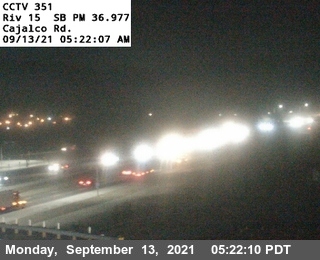 CCTV 351
Riv 15 SB PM 36.977
Cajalco Rd.
09/13/21 05:22:07 AM
Monday, September 13, 2021 05:22:10 PDT